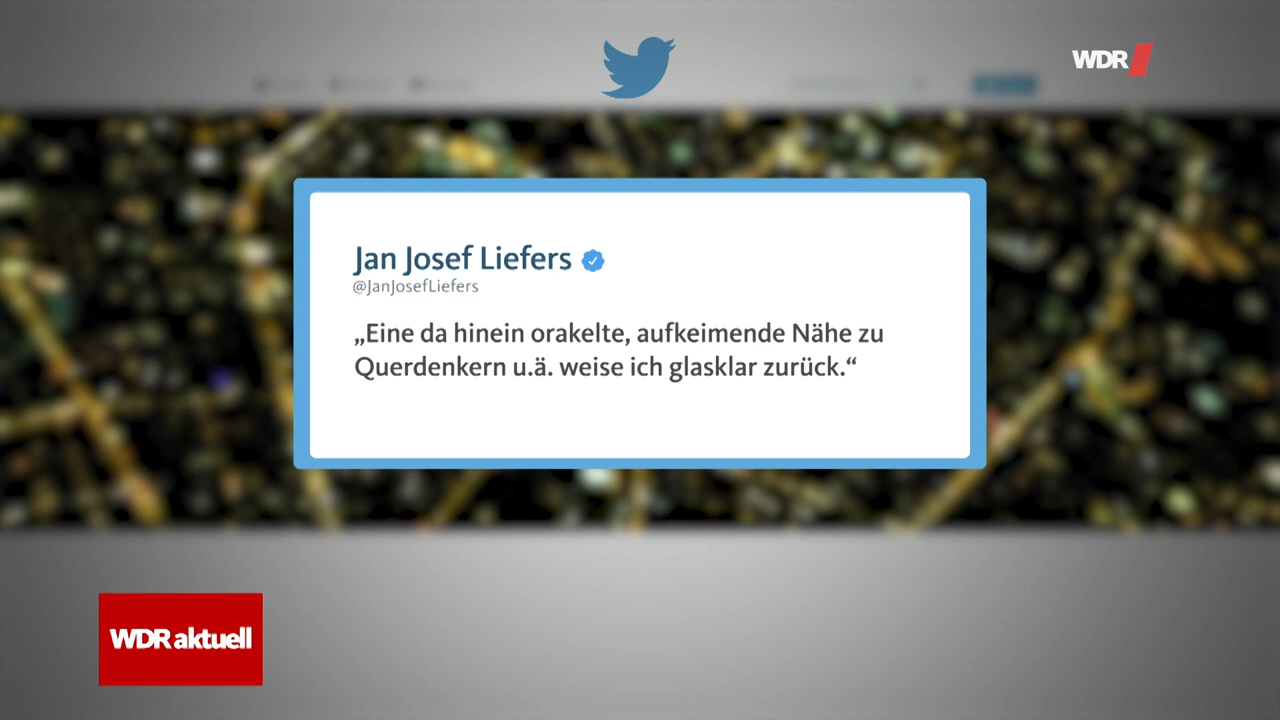 WDR
Jan Josef Liefers
@JanJosefLiefers
„Eine da hinein orakelte, aufkeimende Nähe zu
Querdenkern u.ä. weise ich glasklar zurück.“
WDR aktuell